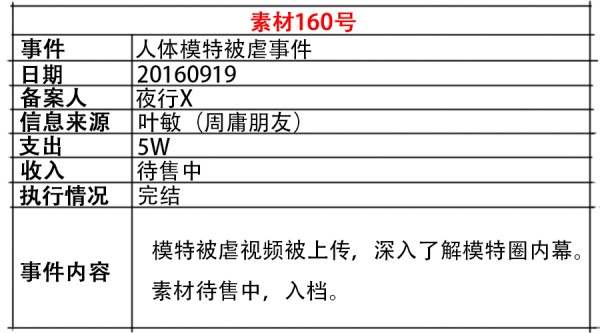 素材160号
事件 人体模特被虐事件
日期 20160919
备案人 夜行X
信息来源 叶敏（周庸朋友）
支出 5W
收入 待售中
执行情况 完结
事件内容
模特被虐视频被上传，深入了解模特圈内幕。
素材待售中，入档。